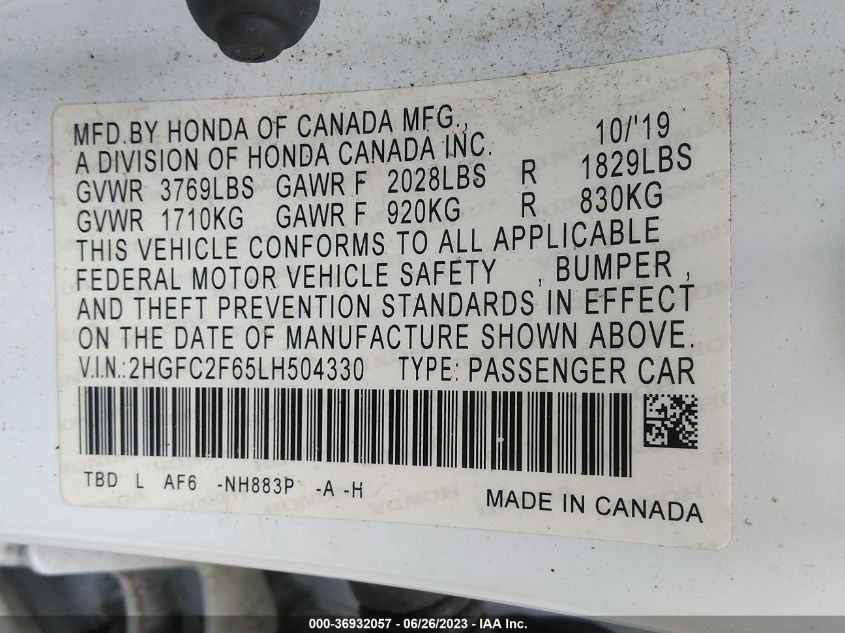 MFD.BY HONDA OF CANADA MFG., 10/'19
A DIVISION OF HONDA CANADA INC.
GVWR 3769LBS GAWR F 2028LBS R 1829LBS
GVWR 1710KG GAWR F 920KG R 830KG
THIS VEHICLE CONFORMS TO ALL APPLICABLE
FEDERAL MOTOR VEHICLE SAFETY , BUMPER ,
AND THEFT PREVENTION STANDARDS IN EFFECT
ON THE DATE OF MANUFACTURE SHOWN ABOVE.
V.I.N.: 2HGFC2F65LH504330 TYPE: PASSENGER CAR
TBD L AF6 -NH883P -A -H
MADE IN CANADA
000-36932057 - 06/26/2023 - IAA Inc.